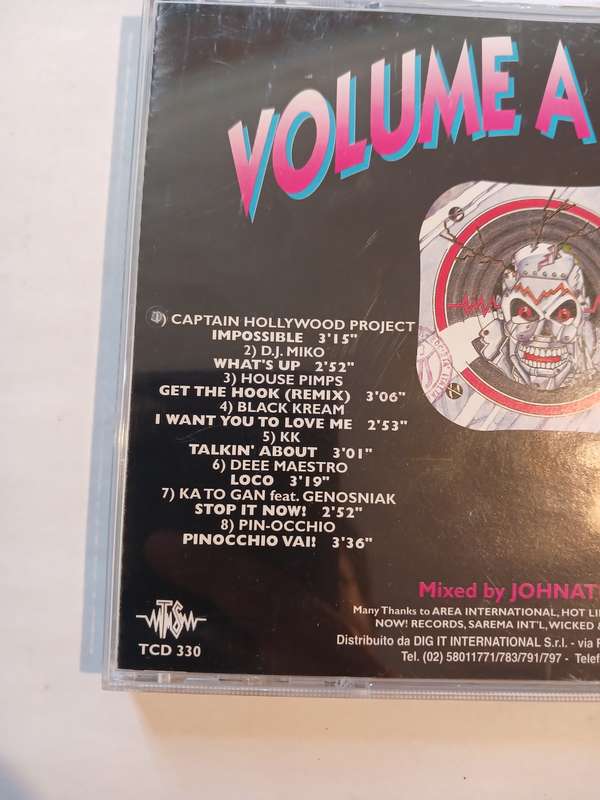 VOLUME A
1) CAPTAIN HOLLYWOOD PROJECT
IMPOSSIBLE 3'15"
2) D.J. MIKO
WHAT'S UP 2'52"
3) HOUSE PIMPS
GET THE HOOK (REMIX) 3'06"
4) BLACK KREAM
I WANT YOU TO LOVE ME 2'53"
5) KK
TALKIN' ABOUT 3'01"
6) DEEE MAESTRO
LOCO 3'19"
7) KA TO GAN feat. GENOSNIAK
STOP IT NOW! 2'52"
8) PIN-OCCHIO
PINOCCHIO VAI! 3'36"
Mixed by JOHNAT
Many Thanks to AREA INTERNATIONAL, HOT LI
NOW! RECORDS, SAREMA INT'L, WICKED &
Distribuito da DIG IT INTERNATIONAL S.r.l. - via
Tel. (02) 58011771/783/791/797 - Telef
TMS
TCD 330